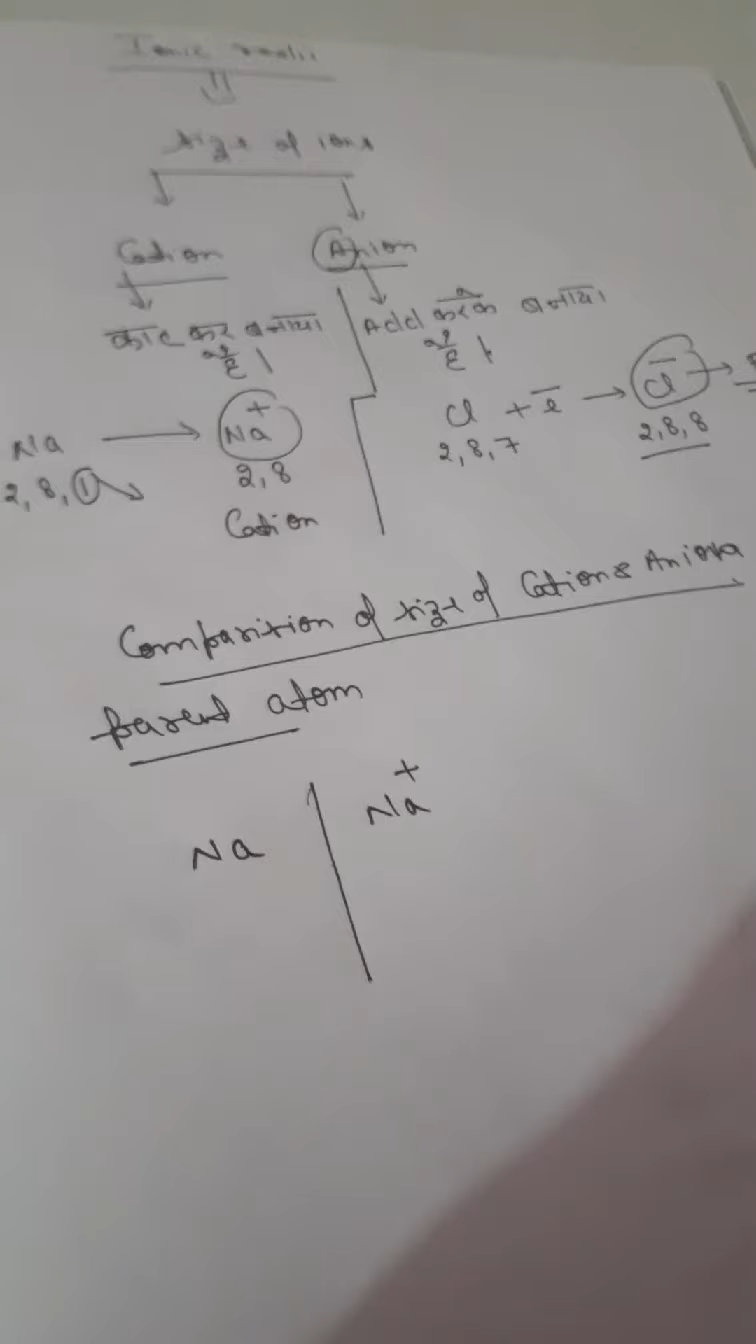 Ionic radii
⇓
Size of ions
Cation Anion
काट कर बनाया Add करके बनाया
है। है।
Na → Na⁺ Cl + e̅ → Cl⁻ →
2, 8, 1 2, 8 2, 8, 7 2, 8, 8
Cation
Comparition of size of Cation & Anion
parent atom
Na | Na⁺